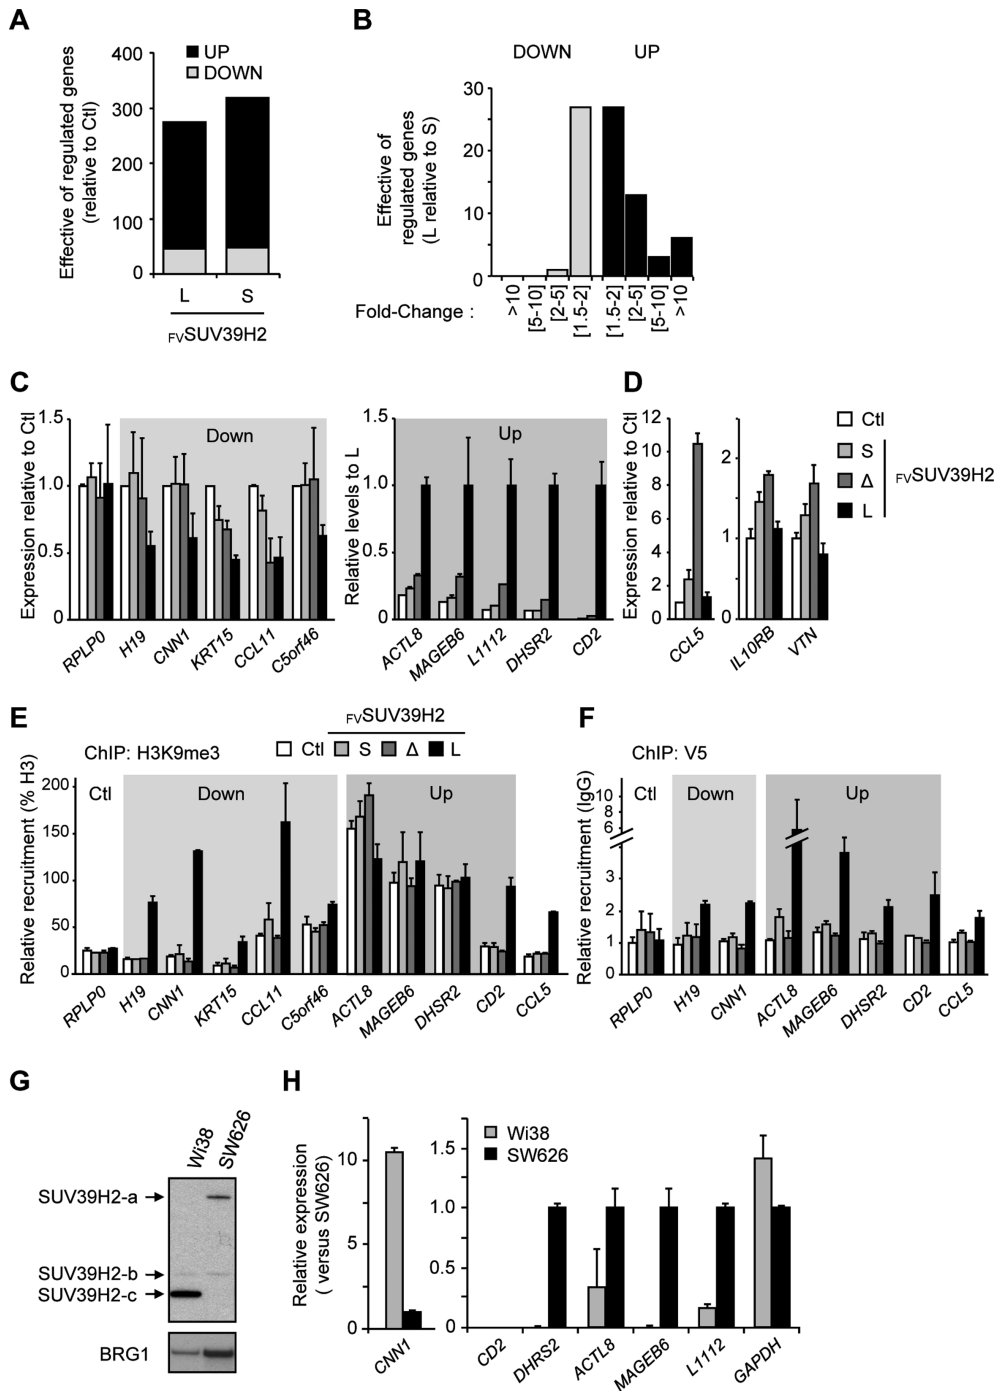 A
Effective of regulated genes
(relative to Ctl)
400
300
200
100
0
UP
DOWN
L
S
FVSUV39H2
B
DOWN
UP
Effective of
regulated genes
(L relative to S)
30
20
10
0
Fold-Change :
>10
[5-10]
[2-5]
[1.5-2]
[1.5-2]
[2-5]
[5-10]
>10
C
Expression relative to Ctl
1.5
1.0
0.5
0
Down
RPLP0
H19
CNN1
KRT15
CCL11
C5orf46
Relative levels to L
1.5
1.0
0.5
0
Up
ACTL8
MAGEB6
L1112
DHSR2
CD2
D
Expression relative to Ctl
12
10
8
6
4
2
0
CCL5
2
1
0
IL10RB
VTN
Ctl
S
Δ
L
FVSUV39H2
E
FVSUV39H2
ChIP: H3K9me3
Ctl
S
Δ
L
Relative recruitment (% H3)
200
150
100
50
0
Ctl
Down
Up
RPLP0
H19
CNN1
KRT15
CCL11
C5orf46
ACTL8
MAGEB6
DHSR2
CD2
CCL5
F
ChIP: V5
Relative recruitment (IgG)
10
8
6
4
2
1
0
Ctl
Down
Up
RPLP0
H19
CNN1
ACTL8
MAGEB6
DHSR2
CD2
CCL5
G
Wi38
SW626
SUV39H2-a
SUV39H2-b
SUV39H2-c
BRG1
H
Relative expression
( versus SW626)
10
5
0
CNN1
Wi38
SW626
1.5
1.0
0.5
0
CD2
DHRS2
ACTL8
MAGEB6
L1112
GAPDH